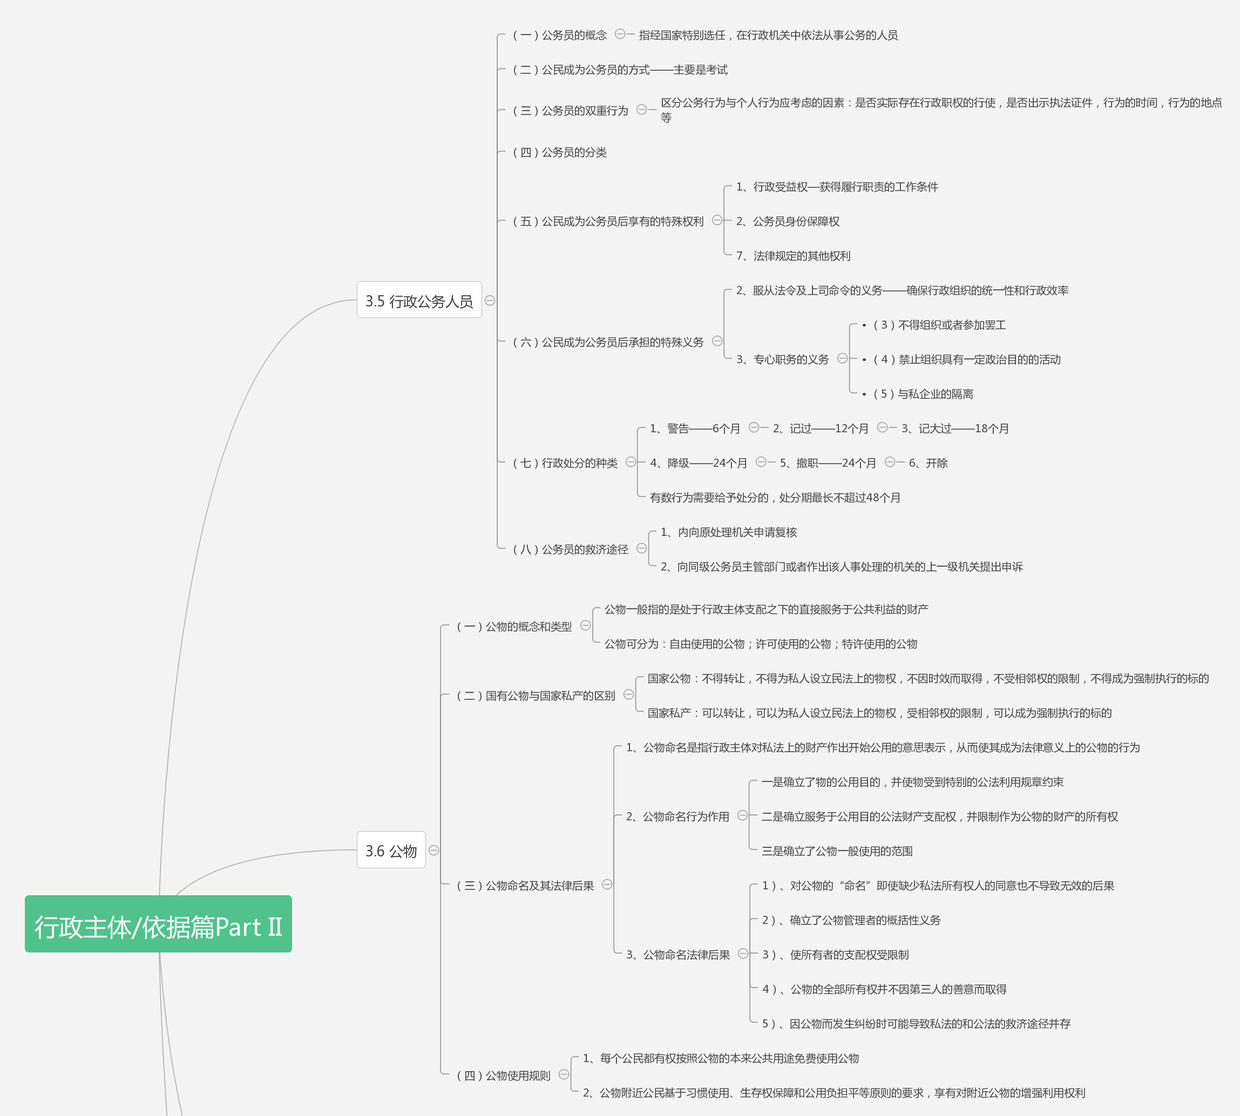 （一）公务员的概念
指经国家特别选任，在行政机关中依法从事公务的人员
（二）公民成为公务员的方式——主要是考试
（三）公务员的双重行为
区分公务行为与个人行为应考虑的因素：是否实际存在行政职权的行使，是否出示执法证件，行为的时间，行为的地点
等
（四）公务员的分类
（五）公民成为公务员后享有的特殊权利
1、行政受益权—获得履行职责的工作条件
2、公务员身份保障权
7、法律规定的其他权利
3.5 行政公务人员
（六）公民成为公务员后承担的特殊义务
2、服从法令及上司命令的义务——确保行政组织的统一性和行政效率
3、专心职务的义务
•（3）不得组织或者参加罢工
•（4）禁止组织具有一定政治目的的活动
•（5）与私企业的隔离
（七）行政处分的种类
1、警告——6个月
2、记过——12个月
3、记大过——18个月
4、降级——24个月
5、撤职——24个月
6、开除
有数行为需要给予处分的，处分期最长不超过48个月
（八）公务员的救济途径
1、内向原处理机关申请复核
2、向同级公务员主管部门或者作出该人事处理的机关的上一级机关提出申诉
（一）公物的概念和类型
公物一般指的是处于行政主体支配之下的直接服务于公共利益的财产
公物可分为：自由使用的公物；许可使用的公物；特许使用的公物
（二）国有公物与国家私产的区别
国家公物：不得转让，不得为私人设立民法上的物权，不因时效而取得，不受相邻权的限制，不得成为强制执行的标的
国家私产：可以转让，可以为私人设立民法上的物权，受相邻权的限制，可以成为强制执行的标的
3.6 公物
（三）公物命名及其法律后果
1、公物命名是指行政主体对私法上的财产作出开始公用的意思表示，从而使其成为法律意义上的公物的行为
2、公物命名行为作用
一是确立了物的公用目的，并使物受到特别的公法利用规章约束
二是确立服务于公用目的公法财产支配权，并限制作为公物的财产的所有权
三是确立了公物一般使用的范围
3、公物命名法律后果
1）、对公物的“命名”即使缺少私法所有权人的同意也不导致无效的后果
2）、确立了公物管理者的概括性义务
3）、使所有者的支配权受限制
4）、公物的全部所有权并不因第三人的善意而取得
5）、因公物而发生纠纷时可能导致私法的和公法的救济途径并存
（四）公物使用规则
1、每个公民都有权按照公物的本来公共用途免费使用公物
2、公物附近公民基于习惯使用、生存权保障和公用负担平等原则的要求，享有对附近公物的增强利用权利
行政主体/依据篇Part II